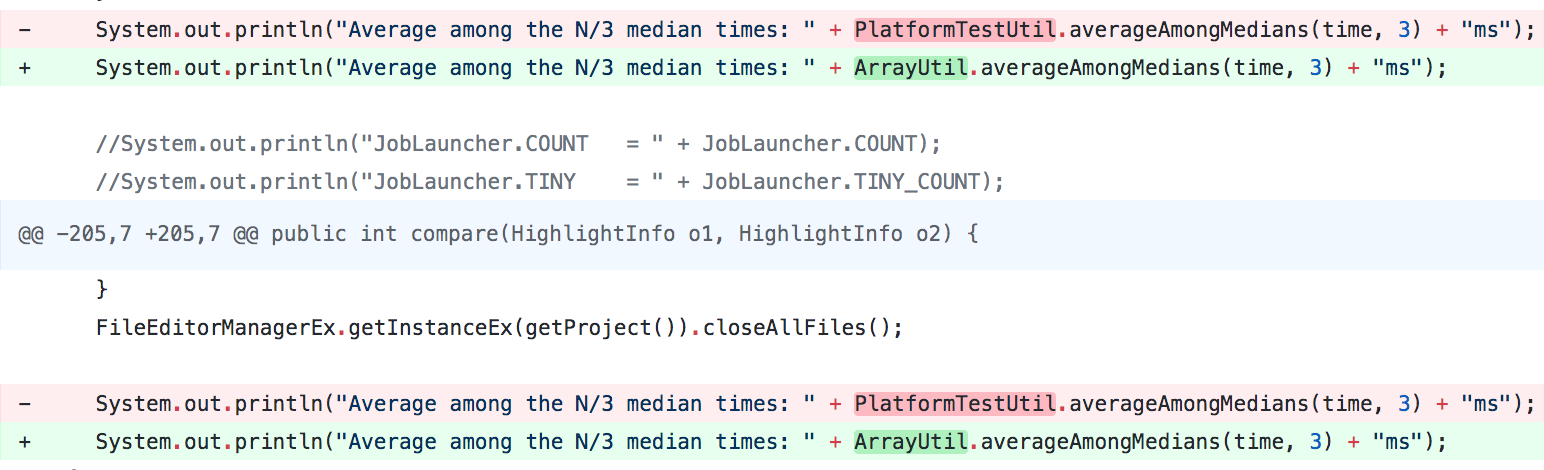 -     System.out.println("Average among the N/3 median times: " + PlatformTestUtil.averageAmongMedians(time, 3) + "ms");
+     System.out.println("Average among the N/3 median times: " + ArrayUtil.averageAmongMedians(time, 3) + "ms");
//System.out.println("JobLauncher.COUNT   = " + JobLauncher.COUNT);
//System.out.println("JobLauncher.TINY    = " + JobLauncher.TINY_COUNT);
@@ -205,7 +205,7 @@ public int compare(HighlightInfo o1, HighlightInfo o2) {
}
FileEditorManagerEx.getInstanceEx(getProject()).closeAllFiles();
-     System.out.println("Average among the N/3 median times: " + PlatformTestUtil.averageAmongMedians(time, 3) + "ms");
+     System.out.println("Average among the N/3 median times: " + ArrayUtil.averageAmongMedians(time, 3) + "ms");